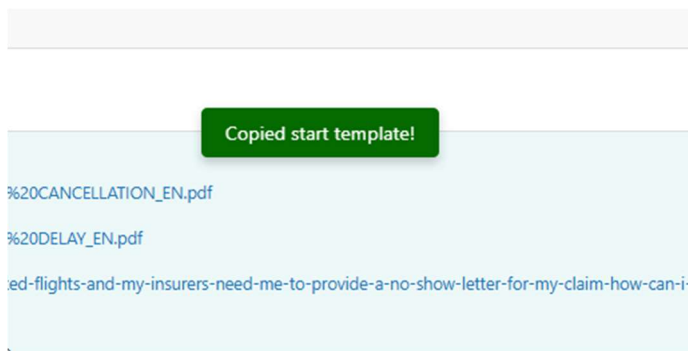 Copied start template!
%20CANCELLATION_EN.pdf
%20DELAY_EN.pdf
ed-flights-and-my-insurers-need-me-to-provide-a-no-show-letter-for-my-claim-how-can-i-